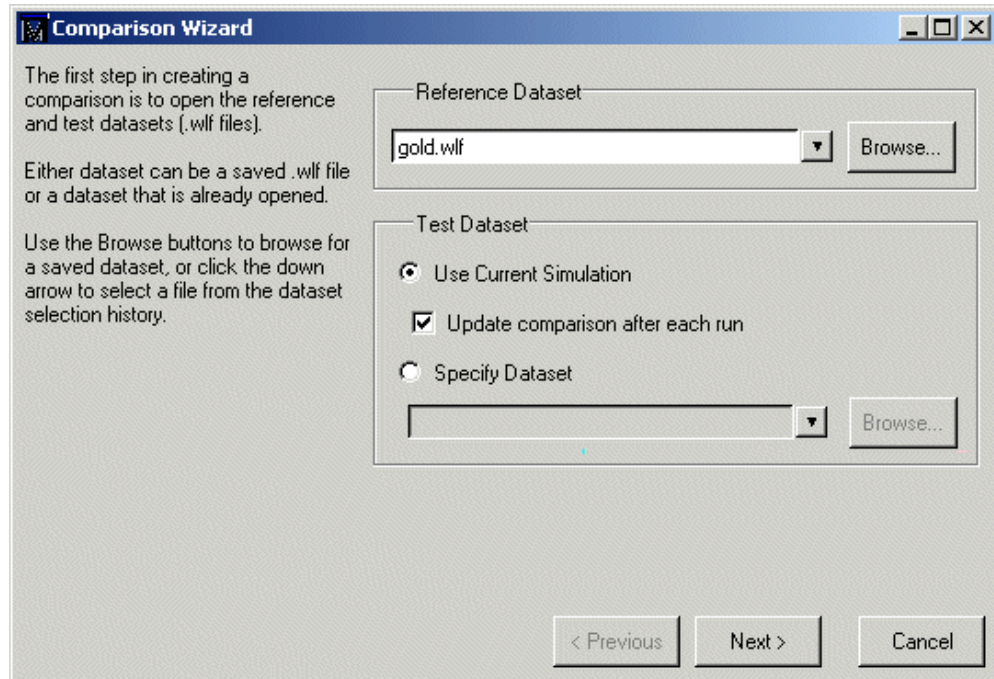 Comparison Wizard
The first step in creating a
comparison is to open the reference
and test datasets (.wlf files).
Either dataset can be a saved .wlf file
or a dataset that is already opened.
Use the Browse buttons to browse for
a saved dataset, or click the down
arrow to select a file from the dataset
selection history.
Reference Dataset
gold.wlf
Browse...
Test Dataset
Use Current Simulation
Update comparison after each run
Specify Dataset
Browse...
< Previous
Next >
Cancel